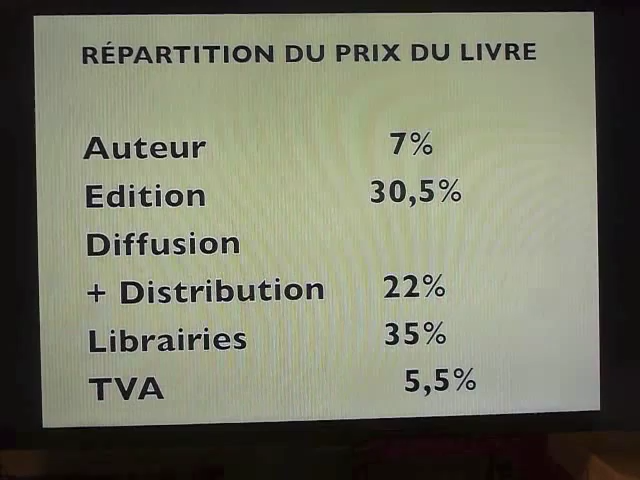 RÉPARTITION DU PRIX DU LIVRE
Auteur 7%
Edition 30,5%
Diffusion
+ Distribution 22%
Librairies 35%
TVA 5,5%